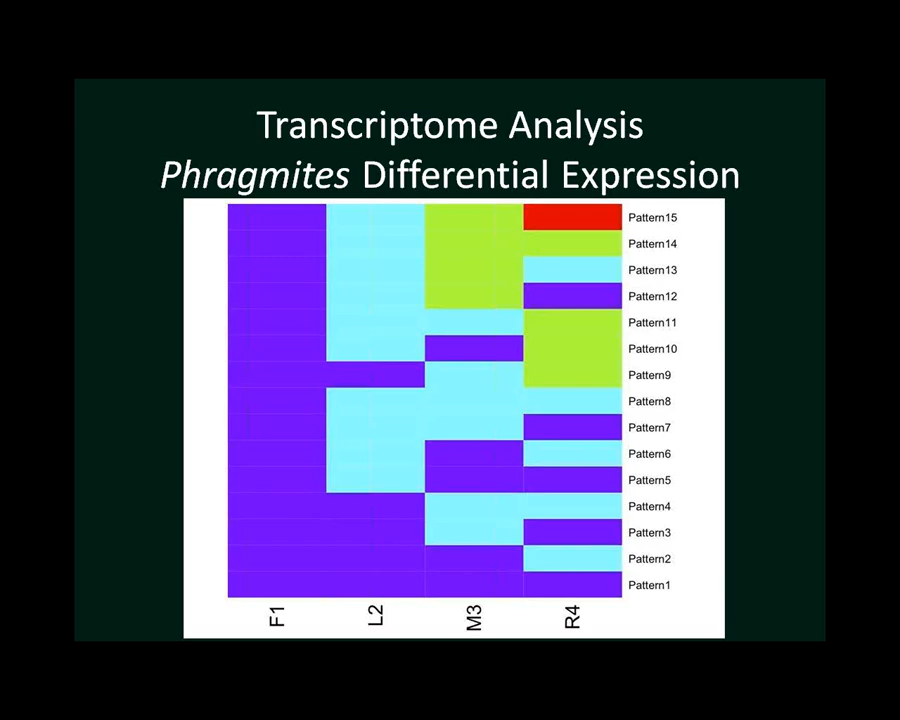 Transcriptome Analysis
Phragmites Differential Expression
Pattern15
Pattern14
Pattern13
Pattern12
Pattern11
Pattern10
Pattern9
Pattern8
Pattern7
Pattern6
Pattern5
Pattern4
Pattern3
Pattern2
Pattern1
F1 L2 M3 R4